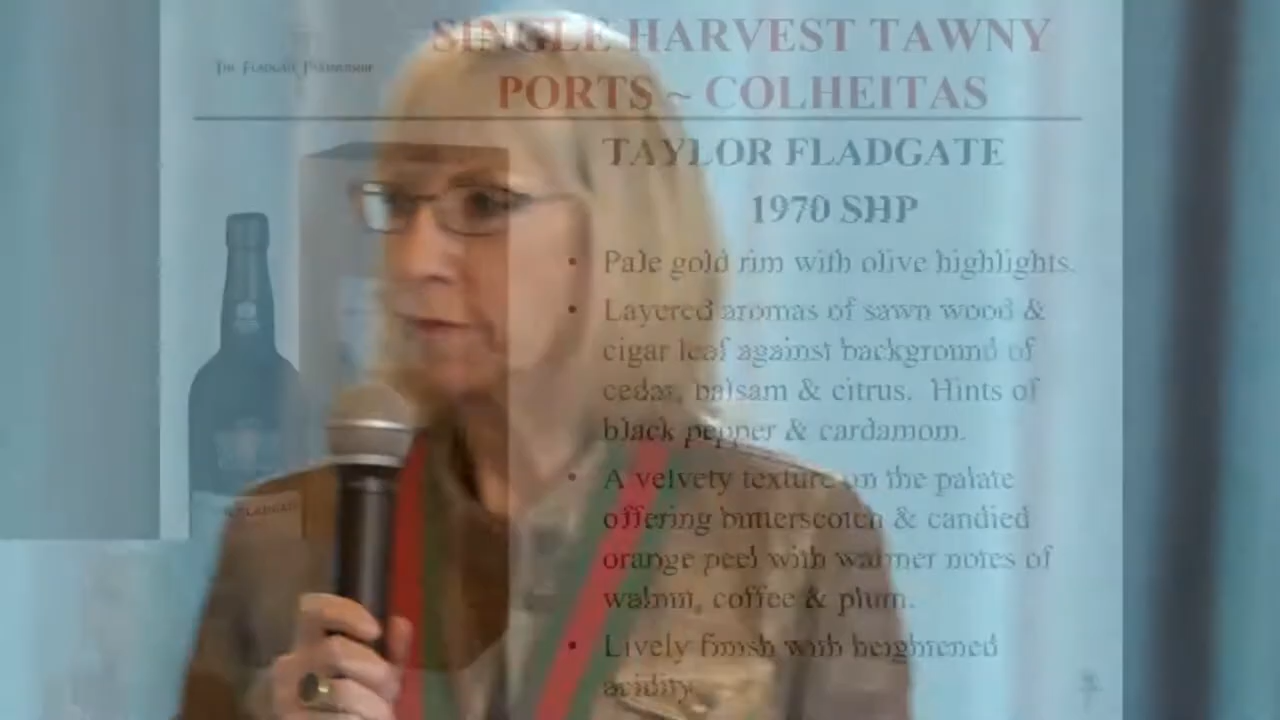 SINGLE HARVEST TAWNY
PORTS ~ COLHEITAS
THE FLADGATE PARTNERSHIP
TAYLOR FLADGATE
1970 SHP
• Pale gold rim with olive highlights.
• Layered aromas of sawn wood &
cigar leaf against background of
cedar, balsam & citrus. Hints of
black pepper & cardamom.
• A velvety texture on the palate
offering butterscotch & candied
orange peel with warmer notes of
walnut, coffee & plum.
• Lively finish with heightened
acidity.
FLADGATE